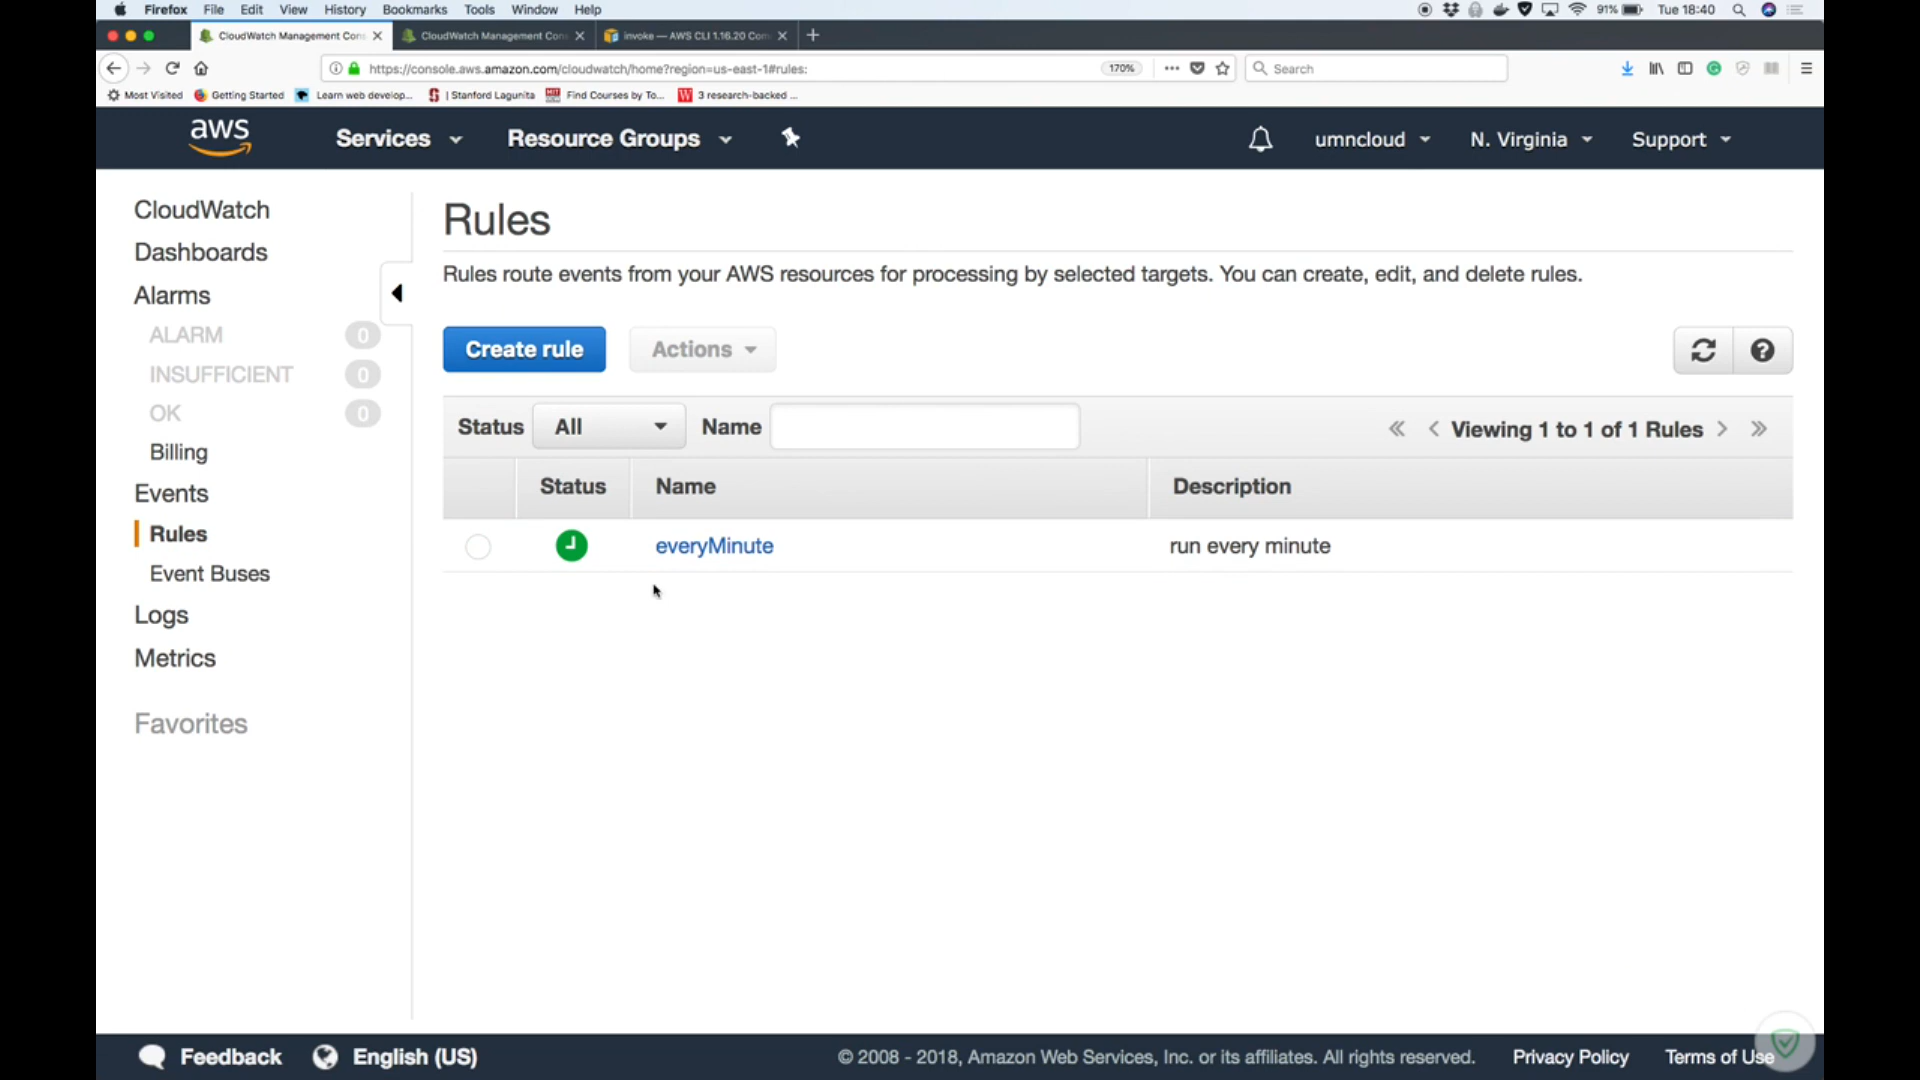 Firefox File Edit View History Bookmarks Tools Window Help 91% Tue 18:40
CloudWatch Management Con CloudWatch Management Con invoke — AWS CLI 1.16.20 Com
https://console.aws.amazon.com/cloudwatch/home?region=us-east-1#rules: 170% Search
Most Visited Getting Started Learn web develop... | Stanford Lagunita Find Courses by To... 3 research-backed ...
aws Services Resource Groups umncloud N. Virginia Support
CloudWatch
Dashboards
Alarms
ALARM 0
INSUFFICIENT 0
OK 0
Billing
Events
Rules
Event Buses
Logs
Metrics
Favorites
Rules
Rules route events from your AWS resources for processing by selected targets. You can create, edit, and delete rules.
Create rule Actions
Status All Name Viewing 1 to 1 of 1 Rules
Status Name Description
everyMinute run every minute
Feedback English (US) © 2008 - 2018, Amazon Web Services, Inc. or its affiliates. All rights reserved. Privacy Policy Terms of Use